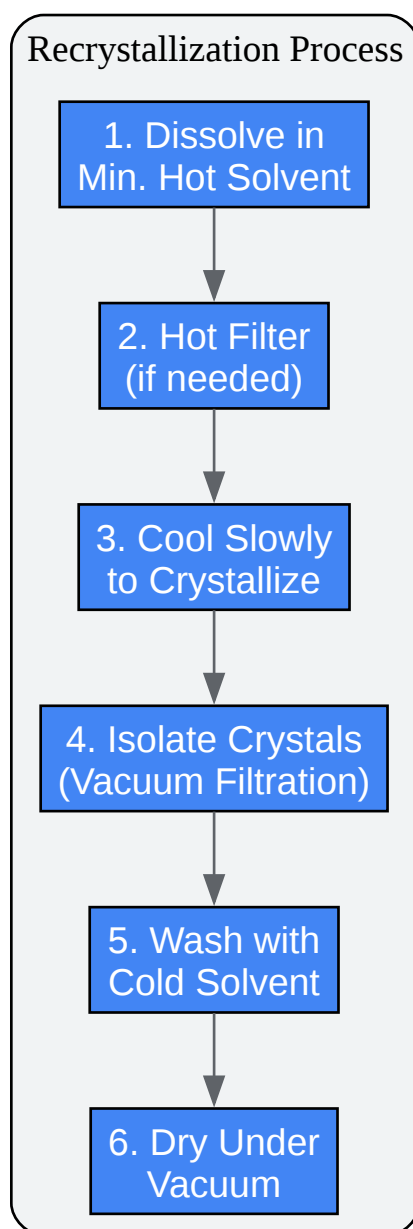 Recrystallization Process
1. Dissolve in
Min. Hot Solvent
2. Hot Filter
(if needed)
3. Cool Slowly
to Crystallize
4. Isolate Crystals
(Vacuum Filtration)
5. Wash with
Cold Solvent
6. Dry Under
Vacuum